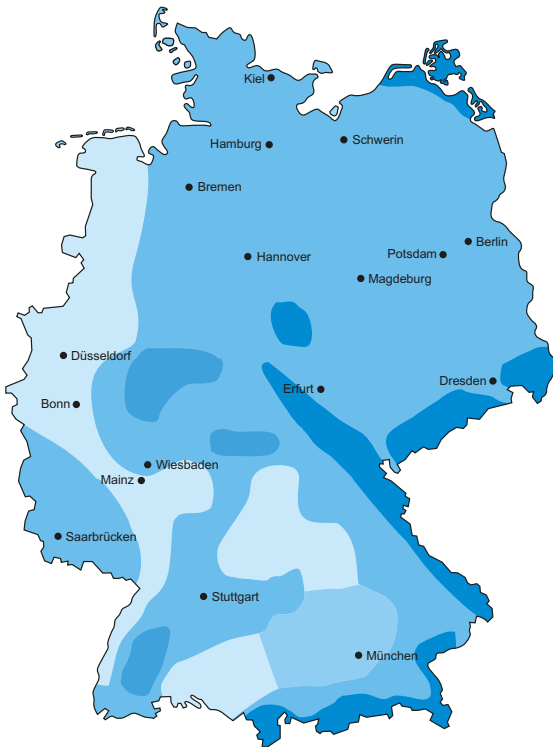 Kiel
Hamburg
Schwerin
Bremen
Berlin
Hannover
Potsdam
Magdeburg
Düsseldorf
Dresden
Erfurt
Bonn
Wiesbaden
Mainz
Saarbrücken
Stuttgart
München